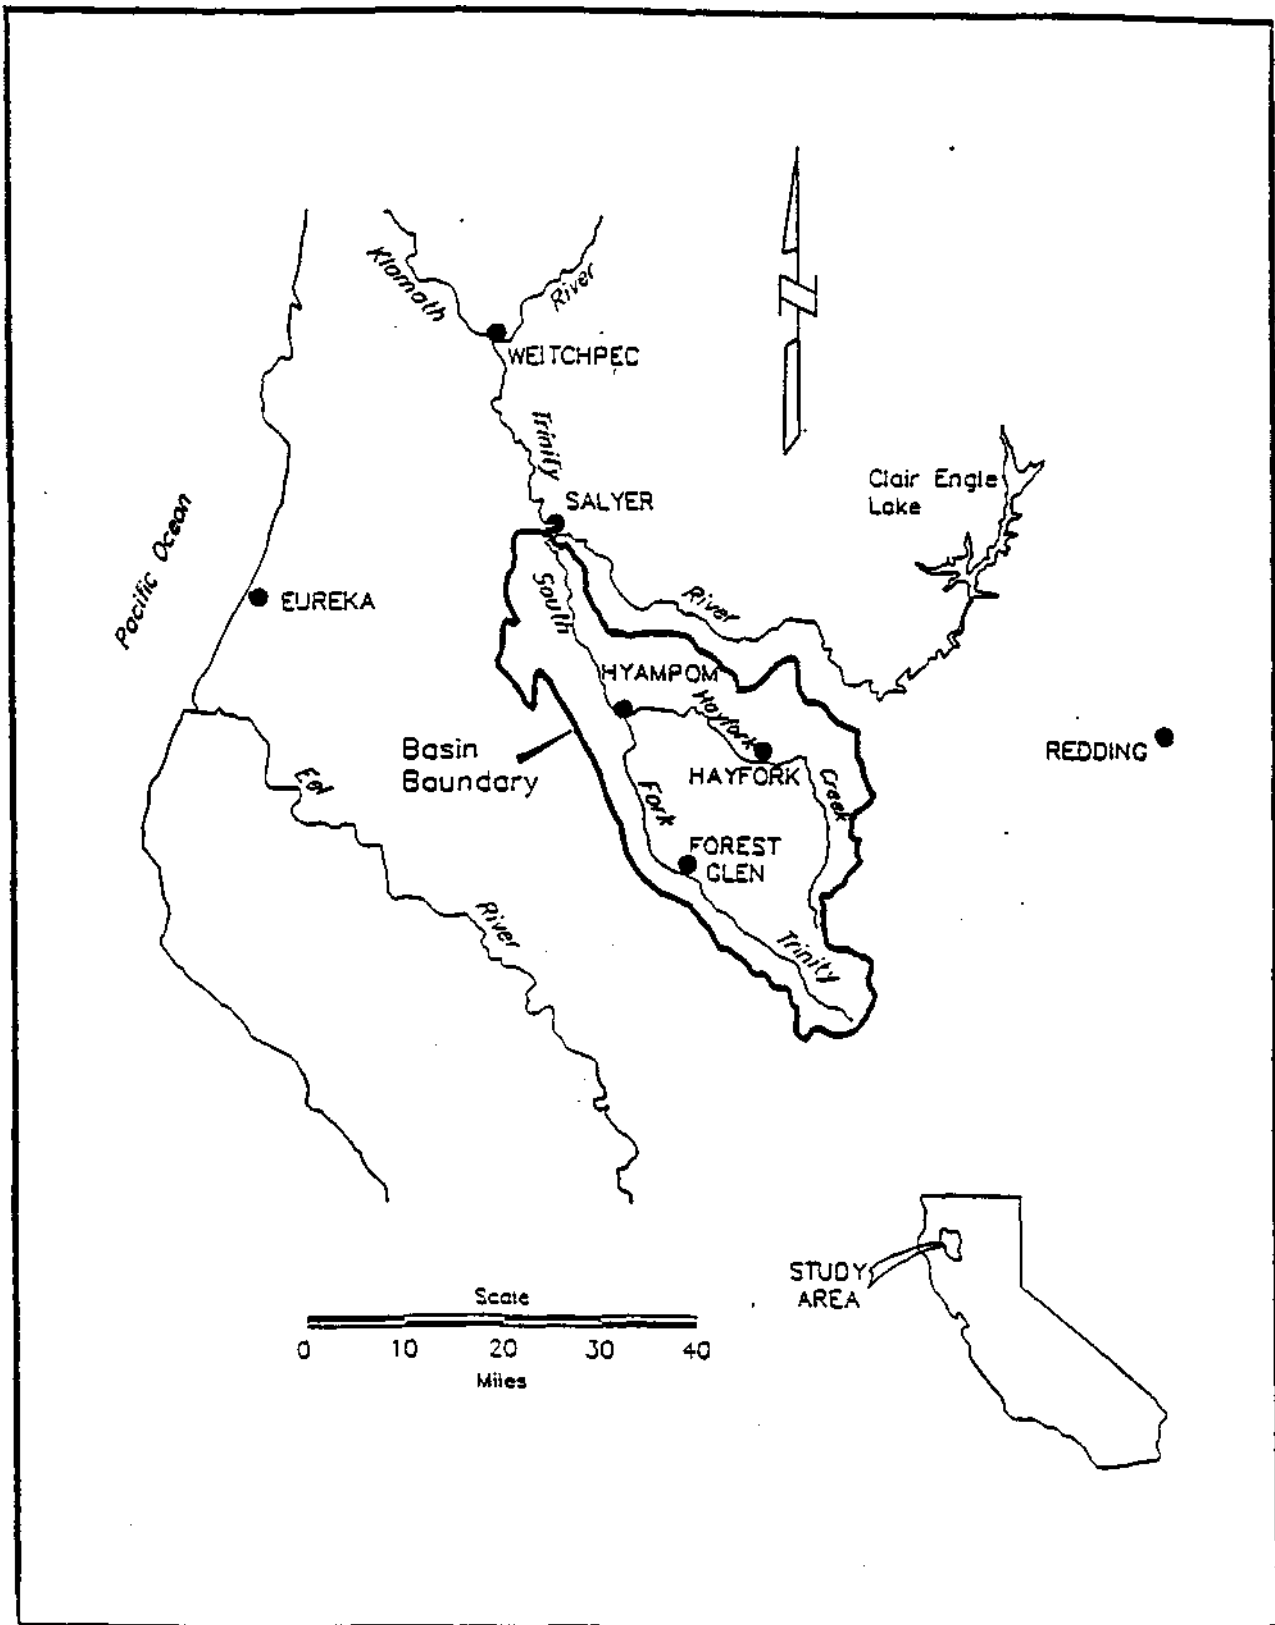 Klamath
River
WEITCHPEC
Trinity
SALYER
Clair Engle
Lake
Pacific Ocean
EUREKA
South
River
HYAMPOM
Hayfork
HAYFORK
REDDING
Basin
Boundary
Eel
Fork
Creek
FOREST
GLEN
River
Trinity
N
STUDY
AREA
Scale
0 10 20 30 40
Miles